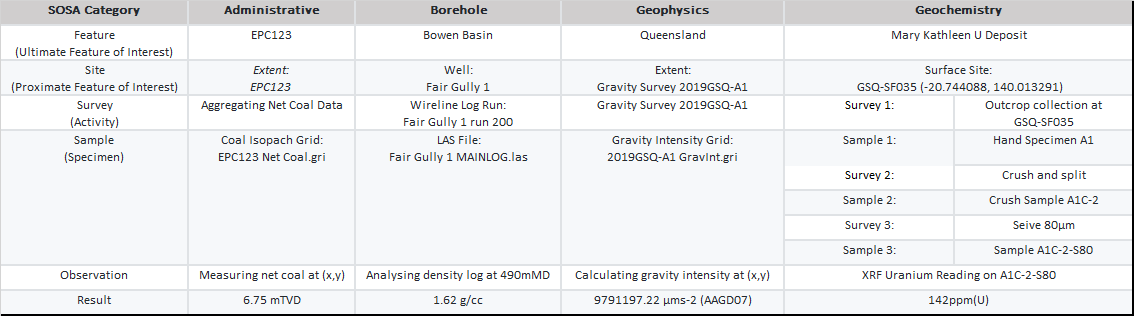 SOSA Category Administrative Borehole Geophysics Geochemistry
Feature EPC123 Bowen Basin Queensland Mary Kathleen U Deposit
(Ultimate Feature of Interest)
Site Extent: Well: Extent: Surface Site:
(Proximate Feature of Interest) EPC123 Fair Gully 1 Gravity Survey 2019GSQ-A1 GSQ-SF035 (-20.744088, 140.013291)
Survey Aggregating Net Coal Data Wireline Log Run: Gravity Survey 2019GSQ-A1 Survey 1: Outcrop collection at
(Activity) Fair Gully 1 run 200 GSQ-SF035
Sample Coal Isopach Grid: LAS File: Gravity Intensity Grid: Sample 1: Hand Specimen A1
(Specimen) EPC123 Net Coal.gri Fair Gully 1 MAINLOG.las 2019GSQ-A1 GravInt.gri
Survey 2: Crush and split
Sample 2: Crush Sample A1C-2
Survey 3: Seive 80μm
Sample 3: Sample A1C-2-S80
Observation Measuring net coal at (x,y) Analysing density log at 490mMD Calculating gravity intensity at (x,y) XRF Uranium Reading on A1C-2-S80
Result 6.75 mTVD 1.62 g/cc 9791197.22 μms-2 (AAGD07) 142ppm(U)